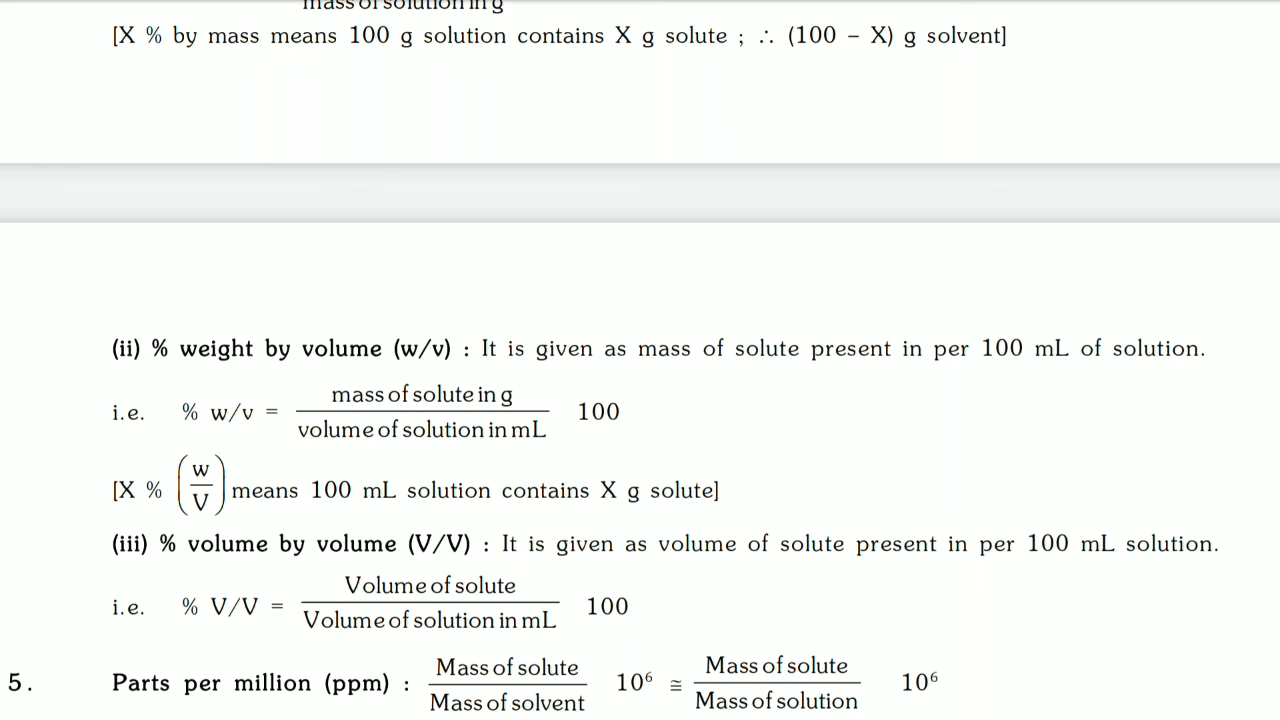 mass of solution in g
[X % by mass means 100 g solution contains X g solute ; ∴ (100 – X) g solvent]
(ii) % weight by volume (w/v) : It is given as mass of solute present in per 100 mL of solution.
i.e. % w/v = mass of solute in g / volume of solution in mL 100
[X % (w/V) means 100 mL solution contains X g solute]
(iii) % volume by volume (V/V) : It is given as volume of solute present in per 100 mL solution.
i.e. % V/V = Volume of solute / Volume of solution in mL 100
5. Parts per million (ppm) : Mass of solute / Mass of solvent 10⁶ ≅ Mass of solute / Mass of solution 10⁶